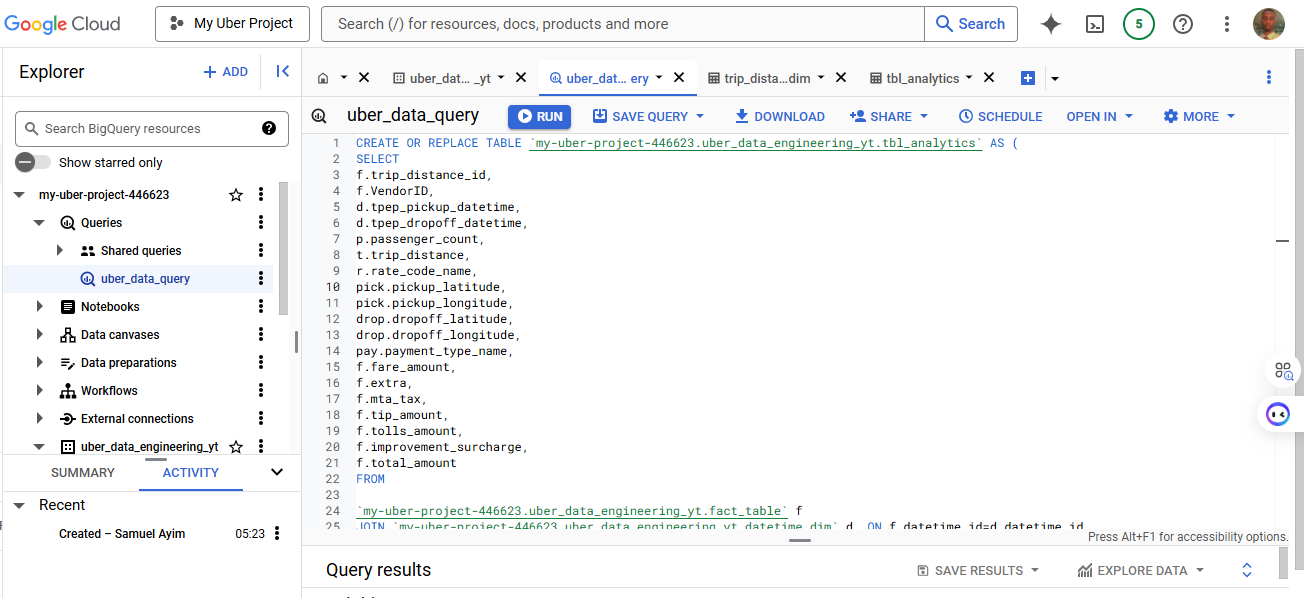 Google Cloud
My Uber Project
Search (/) for resources, docs, products and more
Search
5
Explorer
+ ADD
uber_dat... _yt
uber_dat... ery
trip_dista...dim
tbl_analytics
Search BigQuery resources
Show starred only
my-uber-project-446623
Queries
Shared queries
uber_data_query
Notebooks
Data canvases
Data preparations
Workflows
External connections
uber_data_engineering_yt
SUMMARY ACTIVITY
Recent
Created – Samuel Ayim 05:23
uber_data_query
RUN
SAVE QUERY
DOWNLOAD
SHARE
SCHEDULE
OPEN IN
MORE
1 CREATE OR REPLACE TABLE `my-uber-project-446623.uber_data_engineering_yt.tbl_analytics` AS (
2 SELECT
3 f.trip_distance_id,
4 f.VendorID,
5 d.tpep_pickup_datetime,
6 d.tpep_dropoff_datetime,
7 p.passenger_count,
8 t.trip_distance,
9 r.rate_code_name,
10 pick.pickup_latitude,
11 pick.pickup_longitude,
12 drop.dropoff_latitude,
13 drop.dropoff_longitude,
14 pay.payment_type_name,
15 f.fare_amount,
16 f.extra,
17 f.mta_tax,
18 f.tip_amount,
19 f.tolls_amount,
20 f.improvement_surcharge,
21 f.total_amount
22 FROM
23
24 `my-uber-project-446623.uber_data_engineering_yt.fact_table` f
25 JOIN `my-uber-project-446623.uber_data_engineering_yt.datetime_dim` d ON f.datetime_id=d.datetime_id
Press Alt+F1 for accessibility options.
Query results
SAVE RESULTS
EXPLORE DATA